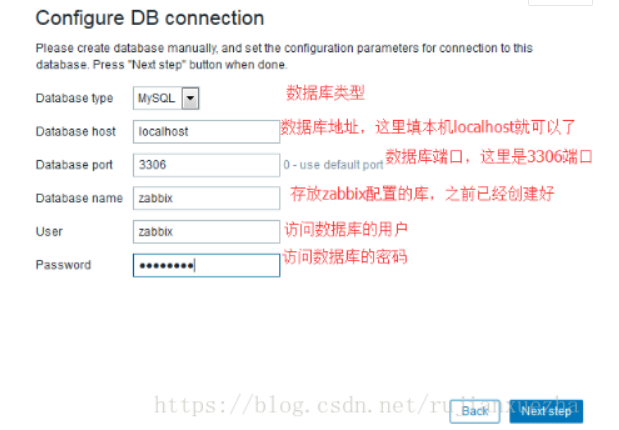 Configure DB connection
Please create database manually, and set the configuration parameters for connection to this
database. Press "Next step" button when done.
Database type MySQL 数据库类型
Database host localhost 数据库地址，这里填本机localhost就可以了
Database port 3306 0 - use default port 数据库端口，这里是3306端口
Database name zabbix 存放zabbix配置的库，之前已经创建好
User zabbix 访问数据库的用户
Password ●●●●●●●● 访问数据库的密码
https://blog.csdn.net/rujianxuezha
Back Next step